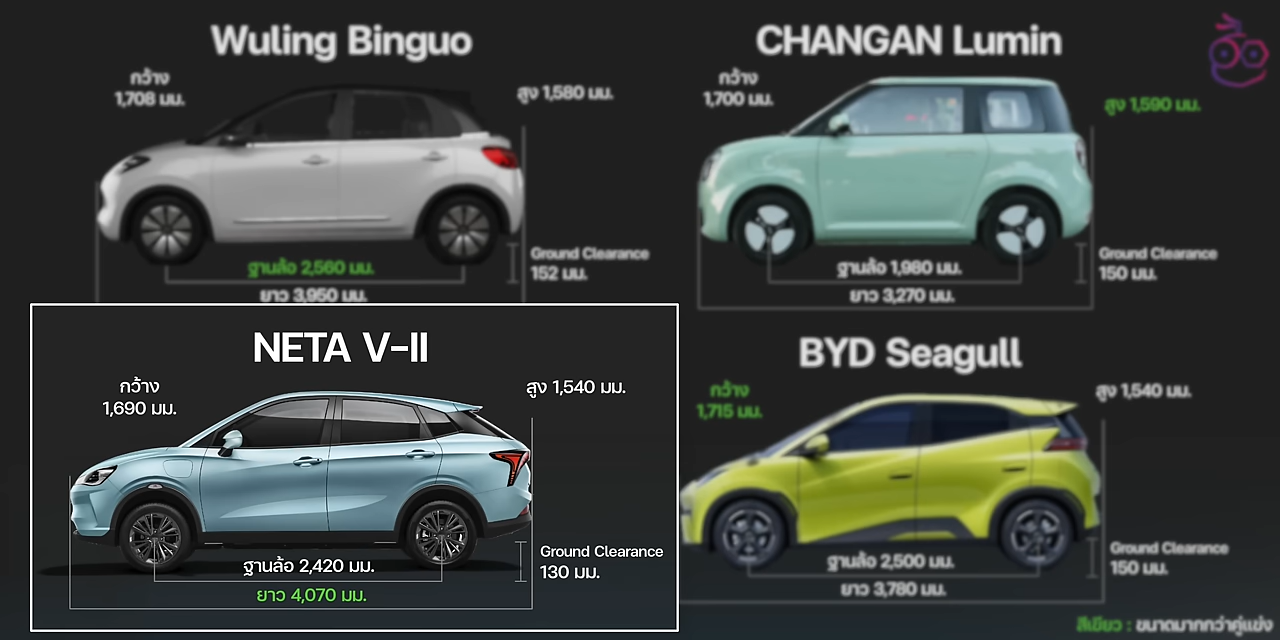 Wuling Binguo
กว้าง
1,708 มม.
สูง 1,580 มม.
Ground Clearance
152 มม.
ฐานล้อ 2,560 มม.
ยาว 3,950 มม.
CHANGAN Lumin
กว้าง
1,700 มม.
สูง 1,590 มม.
Ground Clearance
150 มม.
ฐานล้อ 1,980 มม.
ยาว 3,270 มม.
NETA V-II
กว้าง
1,690 มม.
สูง 1,540 มม.
Ground Clearance
130 มม.
ฐานล้อ 2,420 มม.
ยาว 4,070 มม.
BYD Seagull
กว้าง
1,715 มม.
สูง 1,540 มม.
Ground Clearance
150 มม.
ฐานล้อ 2,500 มม.
ยาว 3,780 มม.
สีเขียว : ขนาดมากกว่าคู่แข่ง